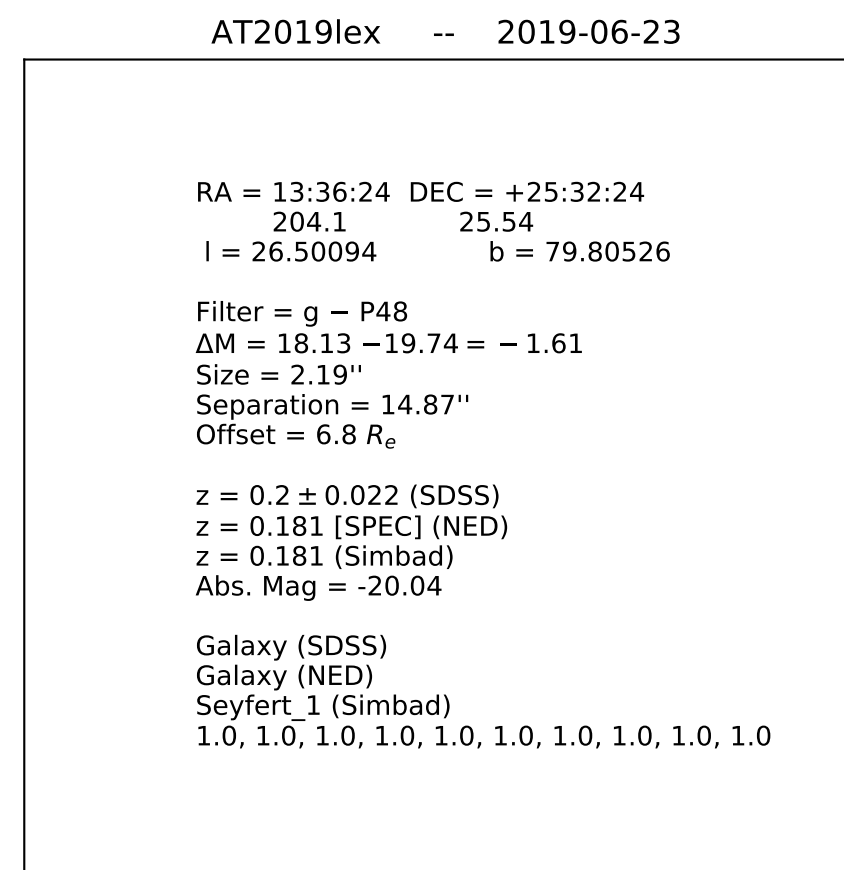 AT2019lex -- 2019-06-23
RA = 13:36:24 DEC = +25:32:24
204.1 25.54
l = 26.50094 b = 79.80526
Filter = g − P48
ΔM = 18.13 −19.74 = − 1.61
Size = 2.19''
Separation = 14.87''
Offset = 6.8 Re
z = 0.2 ± 0.022 (SDSS)
z = 0.181 [SPEC] (NED)
z = 0.181 (Simbad)
Abs. Mag = -20.04
Galaxy (SDSS)
Galaxy (NED)
Seyfert_1 (Simbad)
1.0, 1.0, 1.0, 1.0, 1.0, 1.0, 1.0, 1.0, 1.0, 1.0